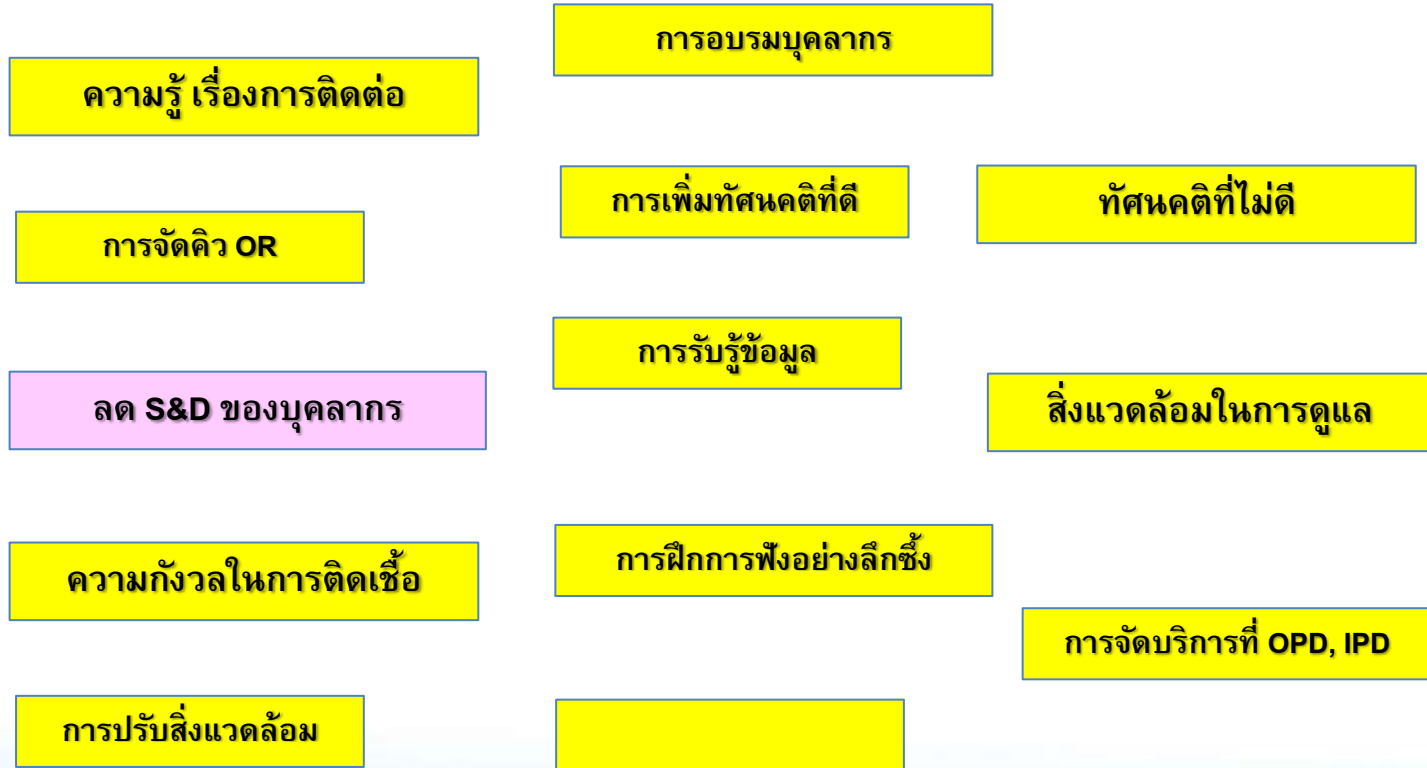 การอบรมบุคลากร
ความรู้ เรื่องการติดต่อ
การเพิ่มทัศนคติที่ดี
ทัศนคติที่ไม่ดี
การจัดคิว OR
การรับรู้ข้อมูล
ลด S&D ของบุคลากร
สิ่งแวดล้อมในการดูแล
การฝึกการฟังอย่างลึกซึ้ง
ความกังวลในการติดเชื้อ
การจัดบริการที่ OPD, IPD
การปรับสิ่งแวดล้อม